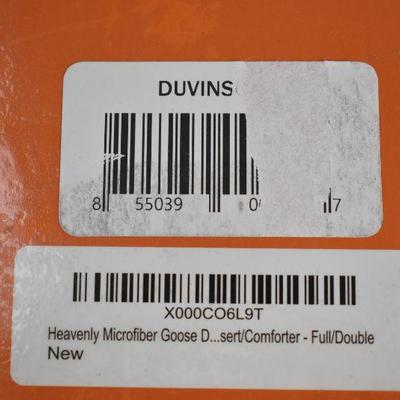 DUVINS
8 55039 0 7
X000CO6L9T
Heavenly Microfiber Goose D...sert/Comforter - Full/Double
New